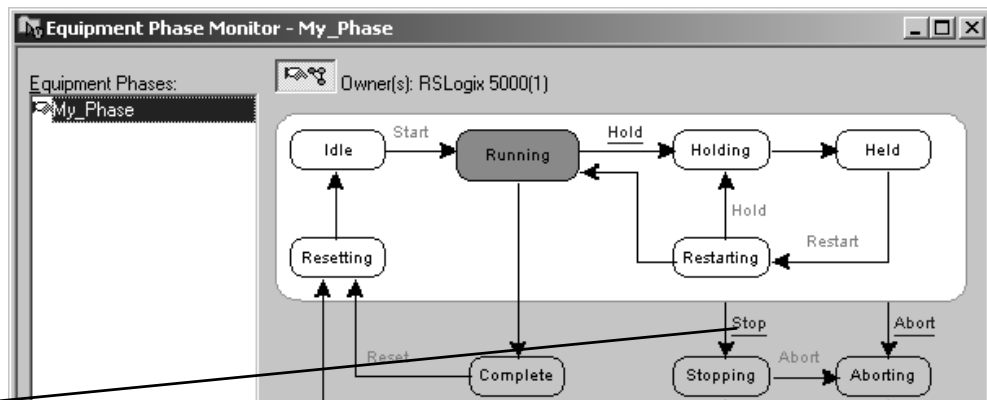 Equipment Phase Monitor - My_Phase
Equipment Phases:
Owner(s): RSLogix 5000(1)
My_Phase
Start
Hold
Idle
Running
Holding
Held
Hold
Restart
Resetting
Restarting
Stop
Abort
Reset
Abort
Complete
Stopping
Aborting